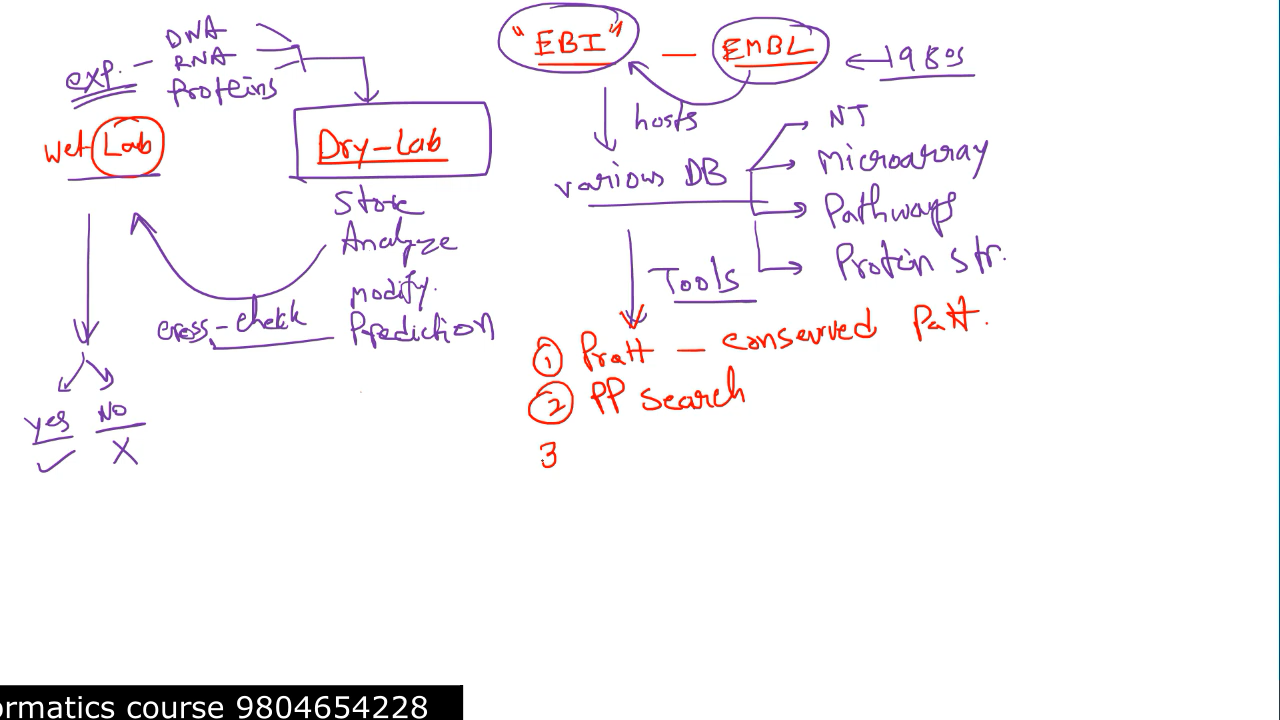 exp. - DNA
RNA
Proteins
wet Lab
Dry-Lab
Store
Analyze
modify.
Prediction
cross-check
yes NO
✓ X
"EBI" - EMBL ← 1980s
hosts
various DB
NT
Microarray
Pathways
Protein str.
Tools
① Pratt - conserved Patt.
② PP search
3
ormatics course 9804654228